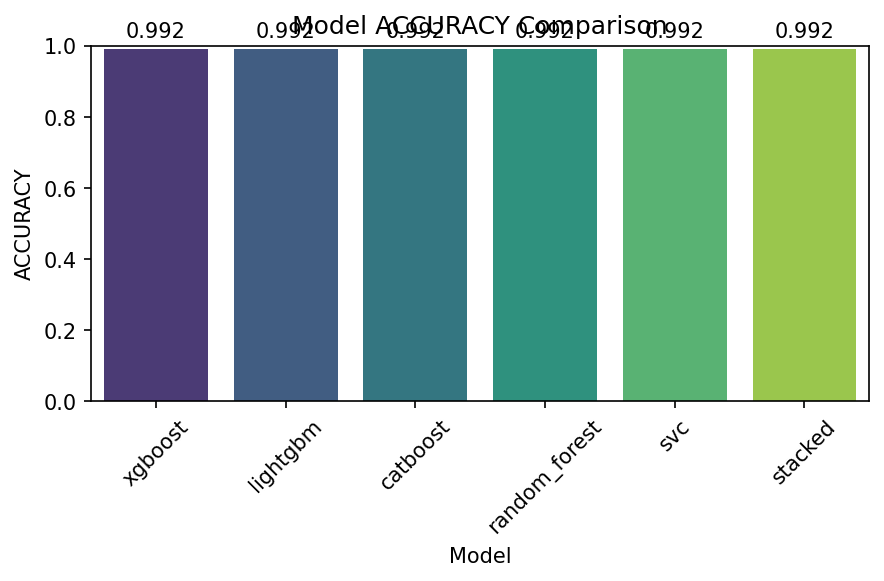 Model ACCURACY Comparison
0.992 0.992 0.992 0.992 0.992 0.992
1.0
0.8
0.6
0.4
0.2
0.0
ACCURACY
xgboost lightgbm catboost random_forest svc stacked
Model